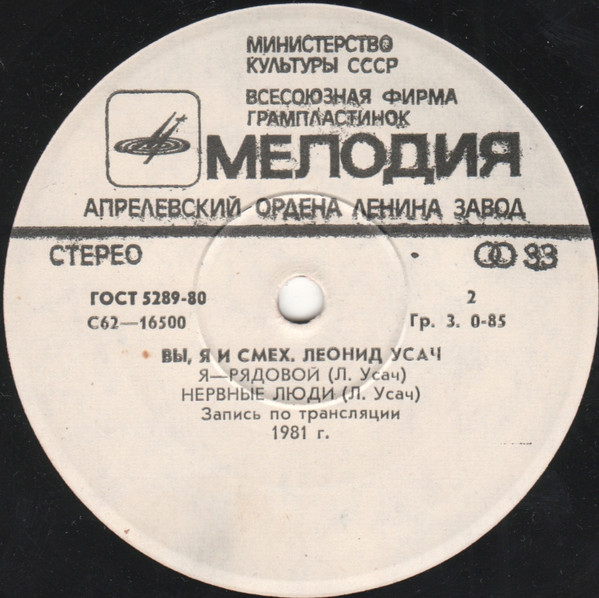 МИНИСТЕРСТВО
КУЛЬТУРЫ СССР
ВСЕСОЮЗНАЯ ФИРМА
ГРАМПЛАСТИНОК
МЕЛОДИЯ
АПРЕЛЕВСКИЙ ОРДЕНА ЛЕНИНА ЗАВОД
СТЕРЕО 33
ГОСТ 5289-80 2
С62—16500 Гр. 3. 0-85
ВЫ, Я И СМЕХ. ЛЕОНИД УСАЧ
Я—РЯДОВОЙ (Л. Усач)
НЕРВНЫЕ ЛЮДИ (Л. Усач)
Запись по трансляции
1981 г.